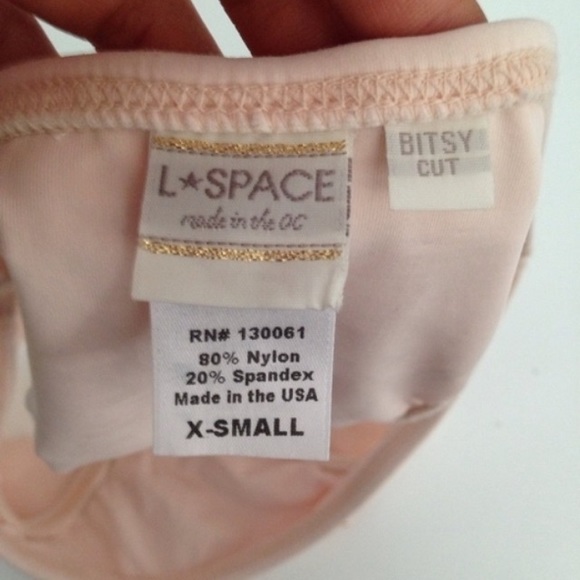 L★SPACE
made in the OC
BITSY
CUT
RN# 130061
80% Nylon
20% Spandex
Made in the USA
X-SMALL